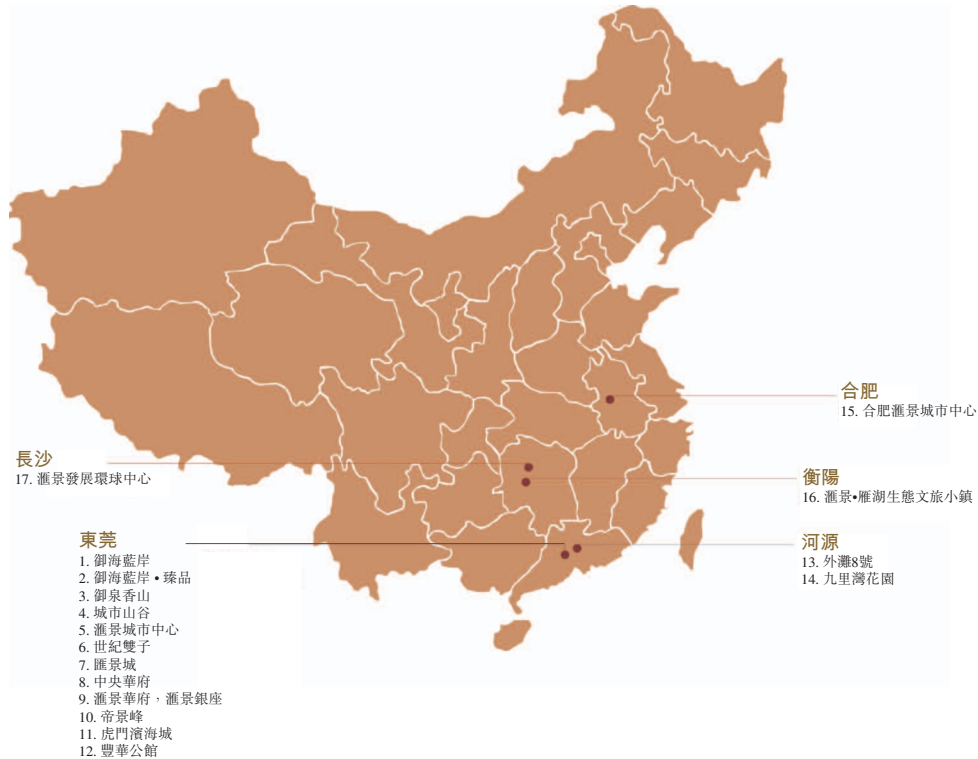 合肥
15. 合肥滙景城市中心
長沙
17. 滙景發展環球中心
衡陽
16. 滙景•雁湖生態文旅小鎮
東莞
1. 御海藍岸
2. 御海藍岸 • 臻品
3. 御泉香山
4. 城市山谷
5. 滙景城市中心
6. 世紀雙子
7. 匯景城
8. 中央華府
9. 滙景華府，滙景銀座
10. 帝景峰
11. 虎門濱海城
12. 豐華公館
河源
13. 外灘8號
14. 九里灣花園